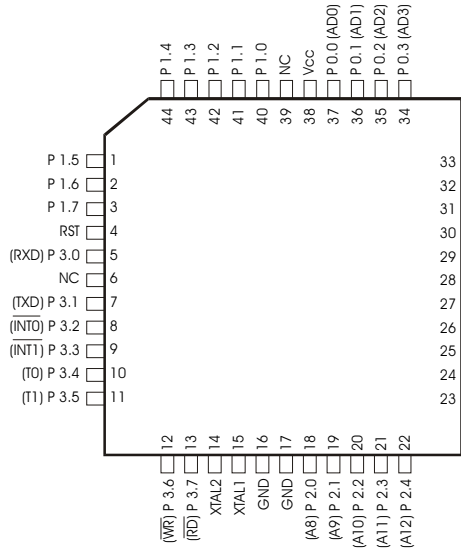 P 1.4
P 1.3
P 1.2
P 1.1
P 1.0
NC
Vcc
P 0.0 (AD0)
P 0.1 (AD1)
P 0.2 (AD2)
P 0.3 (AD3)
44
43
42
41
40
39
38
37
36
35
34
P 1.5 1
P 1.6 2
P 1.7 3
RST 4
(RXD) P 3.0 5
NC 6
(TXD) P 3.1 7
(INT0) P 3.2 8
(INT1) P 3.3 9
(T0) P 3.4 10
(T1) P 3.5 11
33
32
31
30
29
28
27
26
25
24
23
12
13
14
15
16
17
18
19
20
21
22
(WR) P 3.6
(RD) P 3.7
XTAL2
XTAL1
GND
GND
(A8) P 2.0
(A9) P 2.1
(A10) P 2.2
(A11) P 2.3
(A12) P 2.4